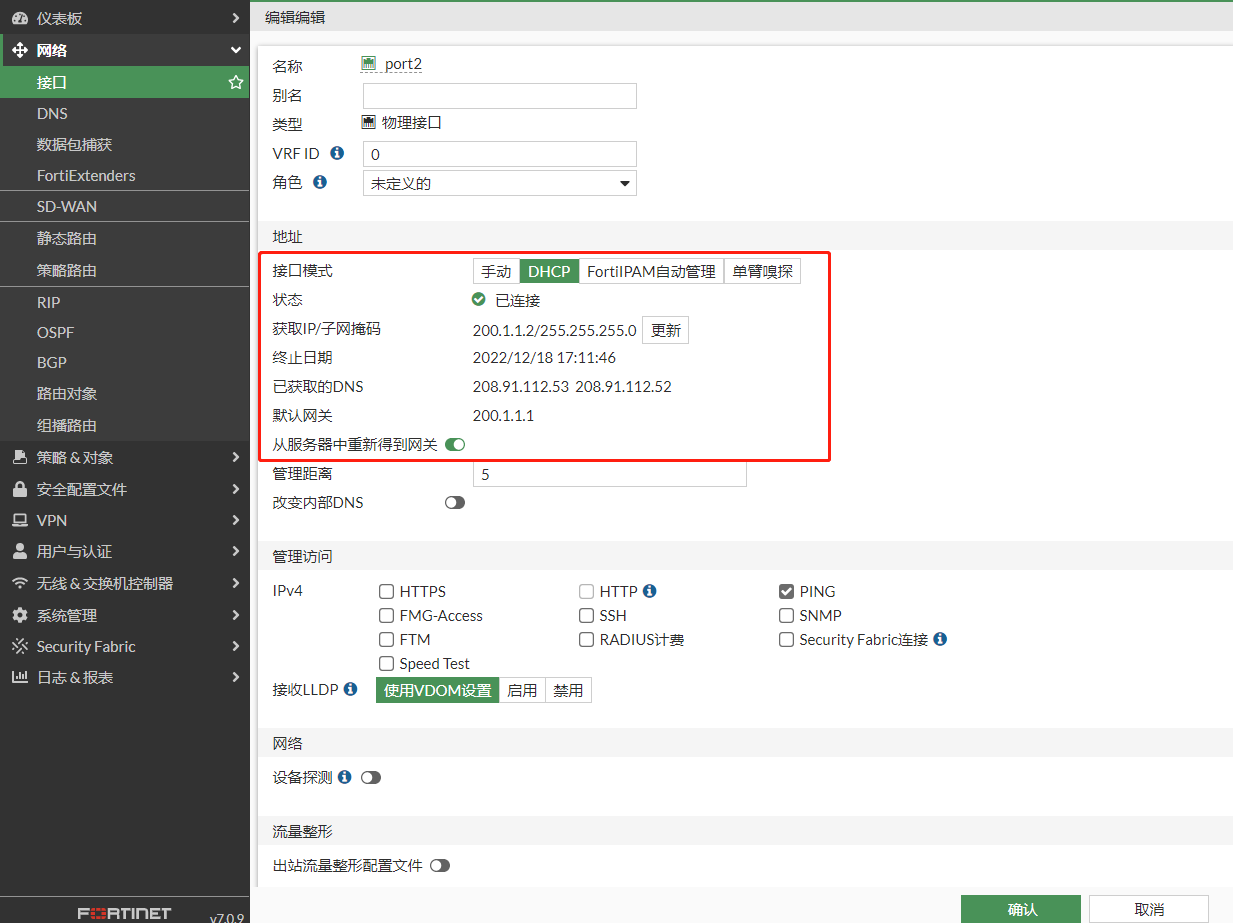 仪表板
网络
接口
DNS
数据包捕获
FortiExtenders
SD-WAN
静态路由
策略路由
RIP
OSPF
BGP
路由对象
组播路由
策略 & 对象
安全配置文件
VPN
用户与认证
无线 & 交换机控制器
系统管理
Security Fabric
日志 & 报表
FORTINET
v7.0.9
编辑编辑
名称 port2
别名
类型 物理接口
VRF ID 0
角色 未定义的
地址
接口模式 手动 DHCP FortiIPAM自动管理 单臂嗅探
状态 已连接
获取IP/子网掩码 200.1.1.2/255.255.255.0 更新
终止日期 2022/12/18 17:11:46
已获取的DNS 208.91.112.53 208.91.112.52
默认网关 200.1.1.1
从服务器中重新得到网关
管理距离 5
改变内部DNS
管理访问
IPv4 HTTPS HTTP PING
FMG-Access SSH SNMP
FTM RADIUS计费 Security Fabric连接
Speed Test
接收LLDP 使用VDOM设置 启用 禁用
网络
设备探测
流量整形
出站流量整形配置文件
确认 取消